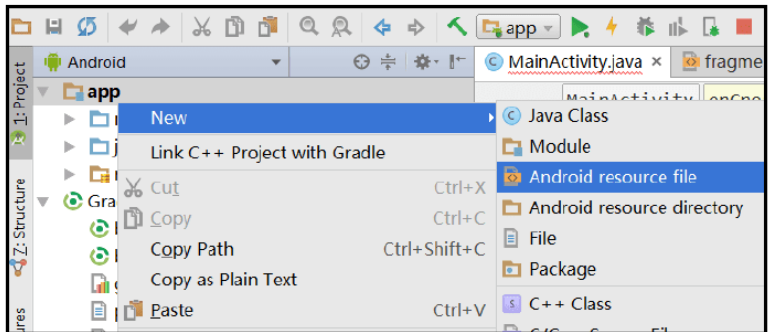 app
Android
MainActivity.java
fragme
1: Project
app
MainActivity
New
Java Class
Link C++ Project with Gradle
Module
Cut Ctrl+X
Android resource file
Z: Structure
Gra
Copy Ctrl+C
Android resource directory
Copy Path Ctrl+Shift+C
File
Copy as Plain Text
Package
Paste Ctrl+V
C++ Class
ures